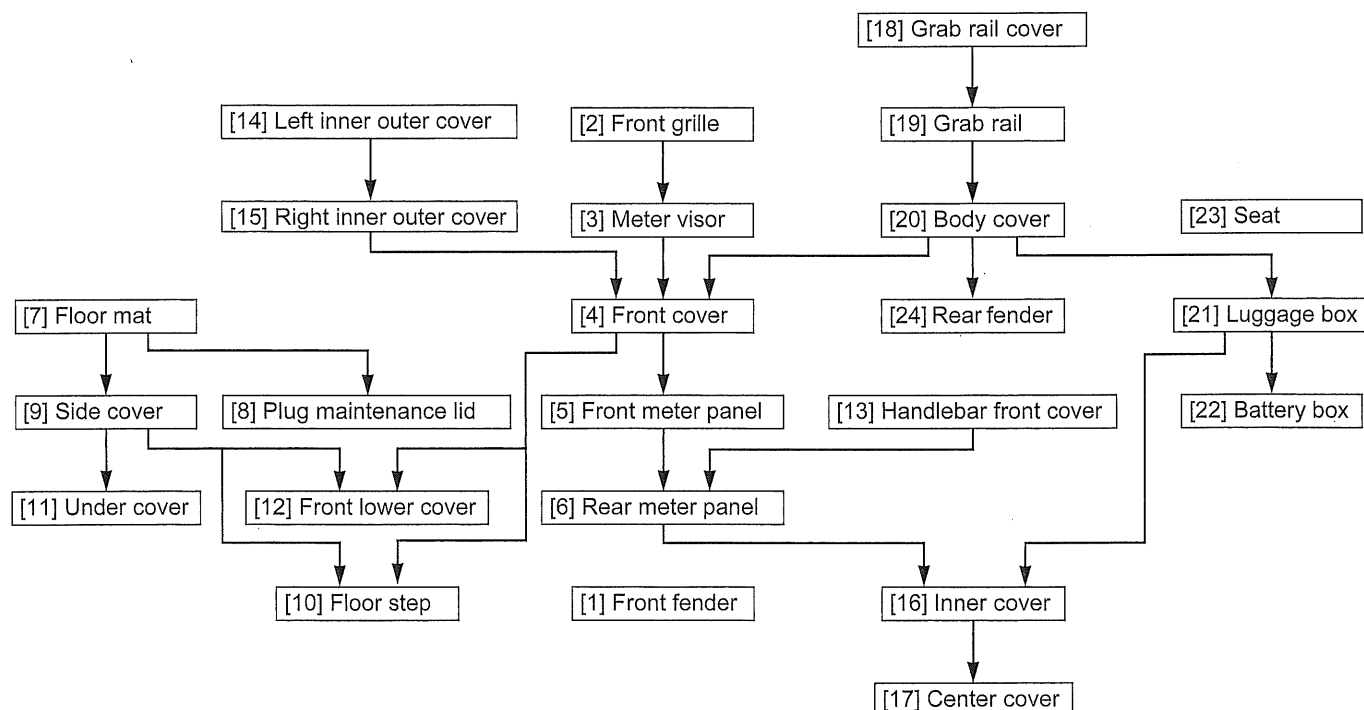 [18] Grab rail cover
[14] Left inner outer cover
[2] Front grille
[19] Grab rail
[15] Right inner outer cover
[3] Meter visor
[20] Body cover
[23] Seat
[7] Floor mat
[4] Front cover
[24] Rear fender
[21] Luggage box
[9] Side cover
[8] Plug maintenance lid
[5] Front meter panel
[13] Handlebar front cover
[22] Battery box
[11] Under cover
[12] Front lower cover
[6] Rear meter panel
[10] Floor step
[1] Front fender
[16] Inner cover
[17] Center cover